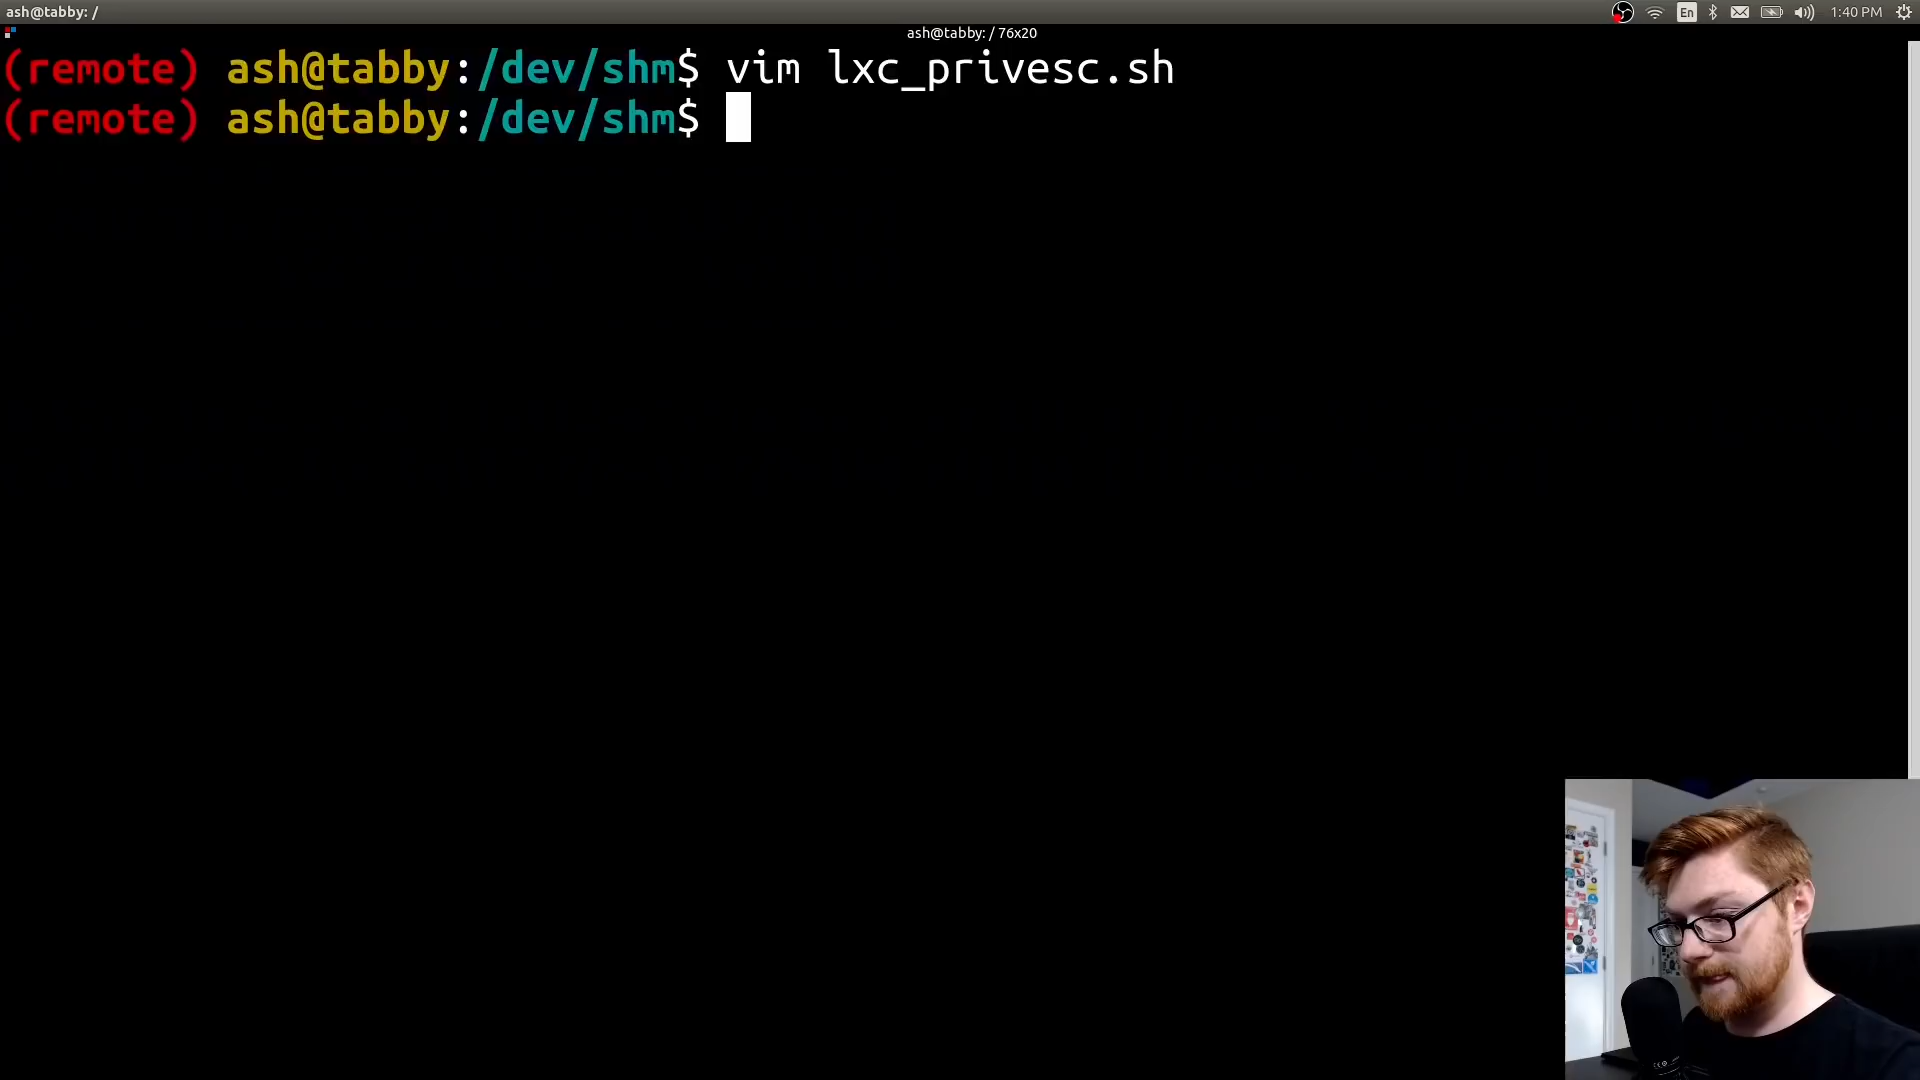 ash@tabby: /
En
1:40 PM
ash@tabby: / 76x20
(remote) ash@tabby:/dev/shm$ vim lxc_privesc.sh
(remote) ash@tabby:/dev/shm$